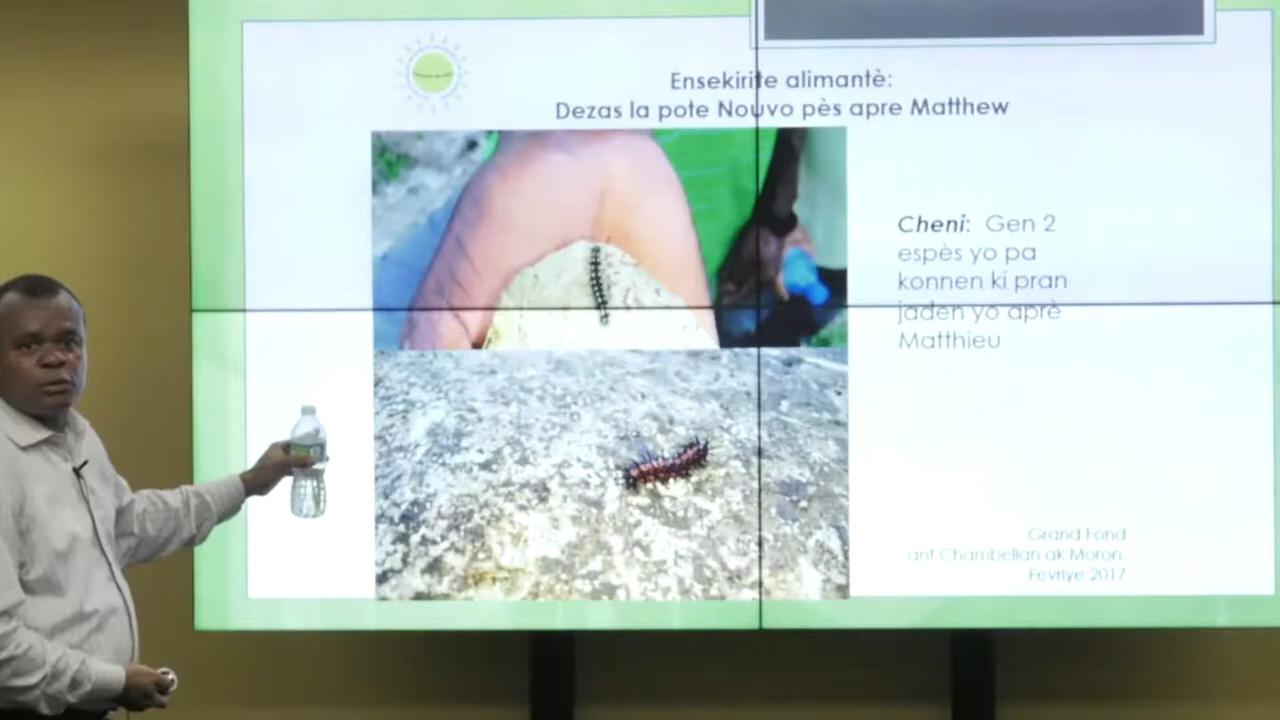 Ensekirite alimantè:
Dezas la pote Nouvo pès apre Matthew
Cheni: Gen 2
espès yo pa
konnen ki pran
jaden yo aprè
Matthieu
Grand Fond
ant Chambellan ak Moron.
Fevriye 2017